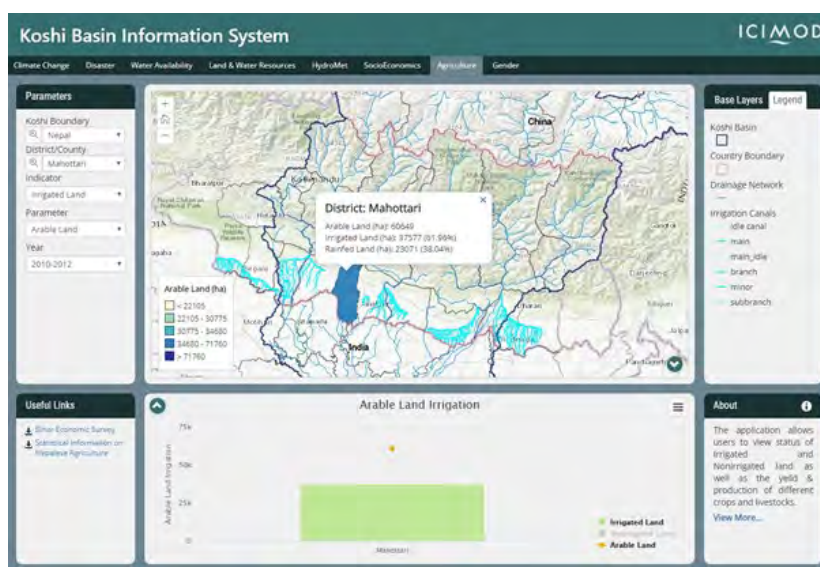 Koshi Basin Information System
ICIMOD
Climate Change Disaster Water Availability Land & Water Resources HydroMet SocioEconomics Agriculture Gender
Parameters
Koshi Boundary
Nepal
District/County
Mahottari
Indicator
Irrigated Land
Parameter
Arable Land
Year
2010-2012
China
Bharatpur
India
Dharan
District: Mahottari
Arable Land (ha): 60648
Irrigated Land (ha): 37577 (61.96%)
Rainfed Land (ha): 23071 (38.04%)
Arable Land (ha)
< 22105
22105 - 30775
30775 - 34680
34680 - 71760
> 71760
Base Layers Legend
Koshi Basin
Country Boundary
Drainage Network
Irrigation Canals
idle canal
main
main_idle
branch
minor
subbranch
Useful Links
Bihar Economic Survey
Statistical Information on
Nepalese Agriculture
Arable Land Irrigation
Arable Land Irrigation
75k
50k
25k
0
Mahottari
Irrigated Land
Arable Land
About
The application allows
users to view status of
Irrigated and
Nonirrigated land as
well as the yeild &
production of different
crops and livestocks.
View More...